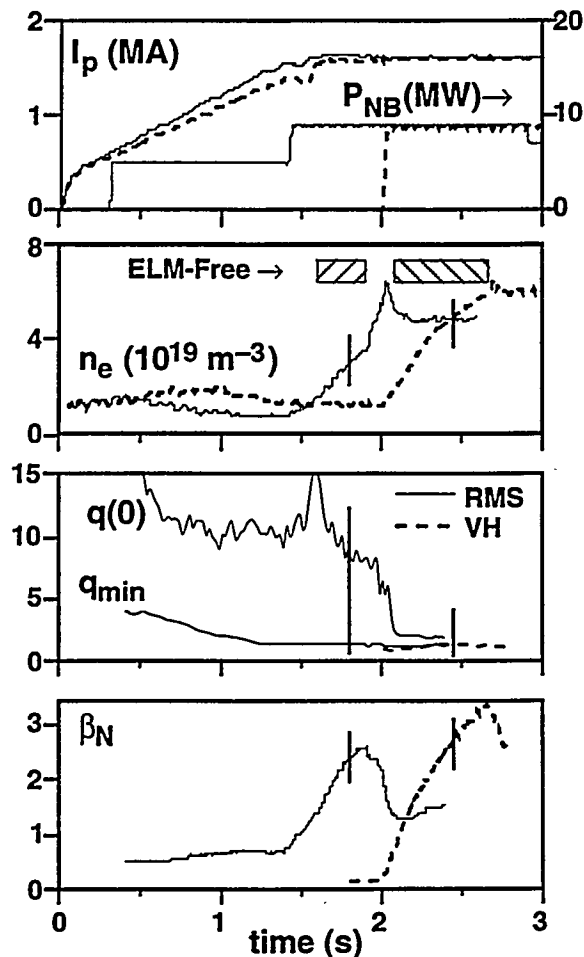 2
20
I_p (MA)
P_NB(MW)→
1
10
0
0
8
ELM-Free →
4
n_e (10^19 m^–3)
0
15
q(0)
RMS
VH
10
q_min
5
0
3
β_N
2
1
0
0
1
2
3
time (s)